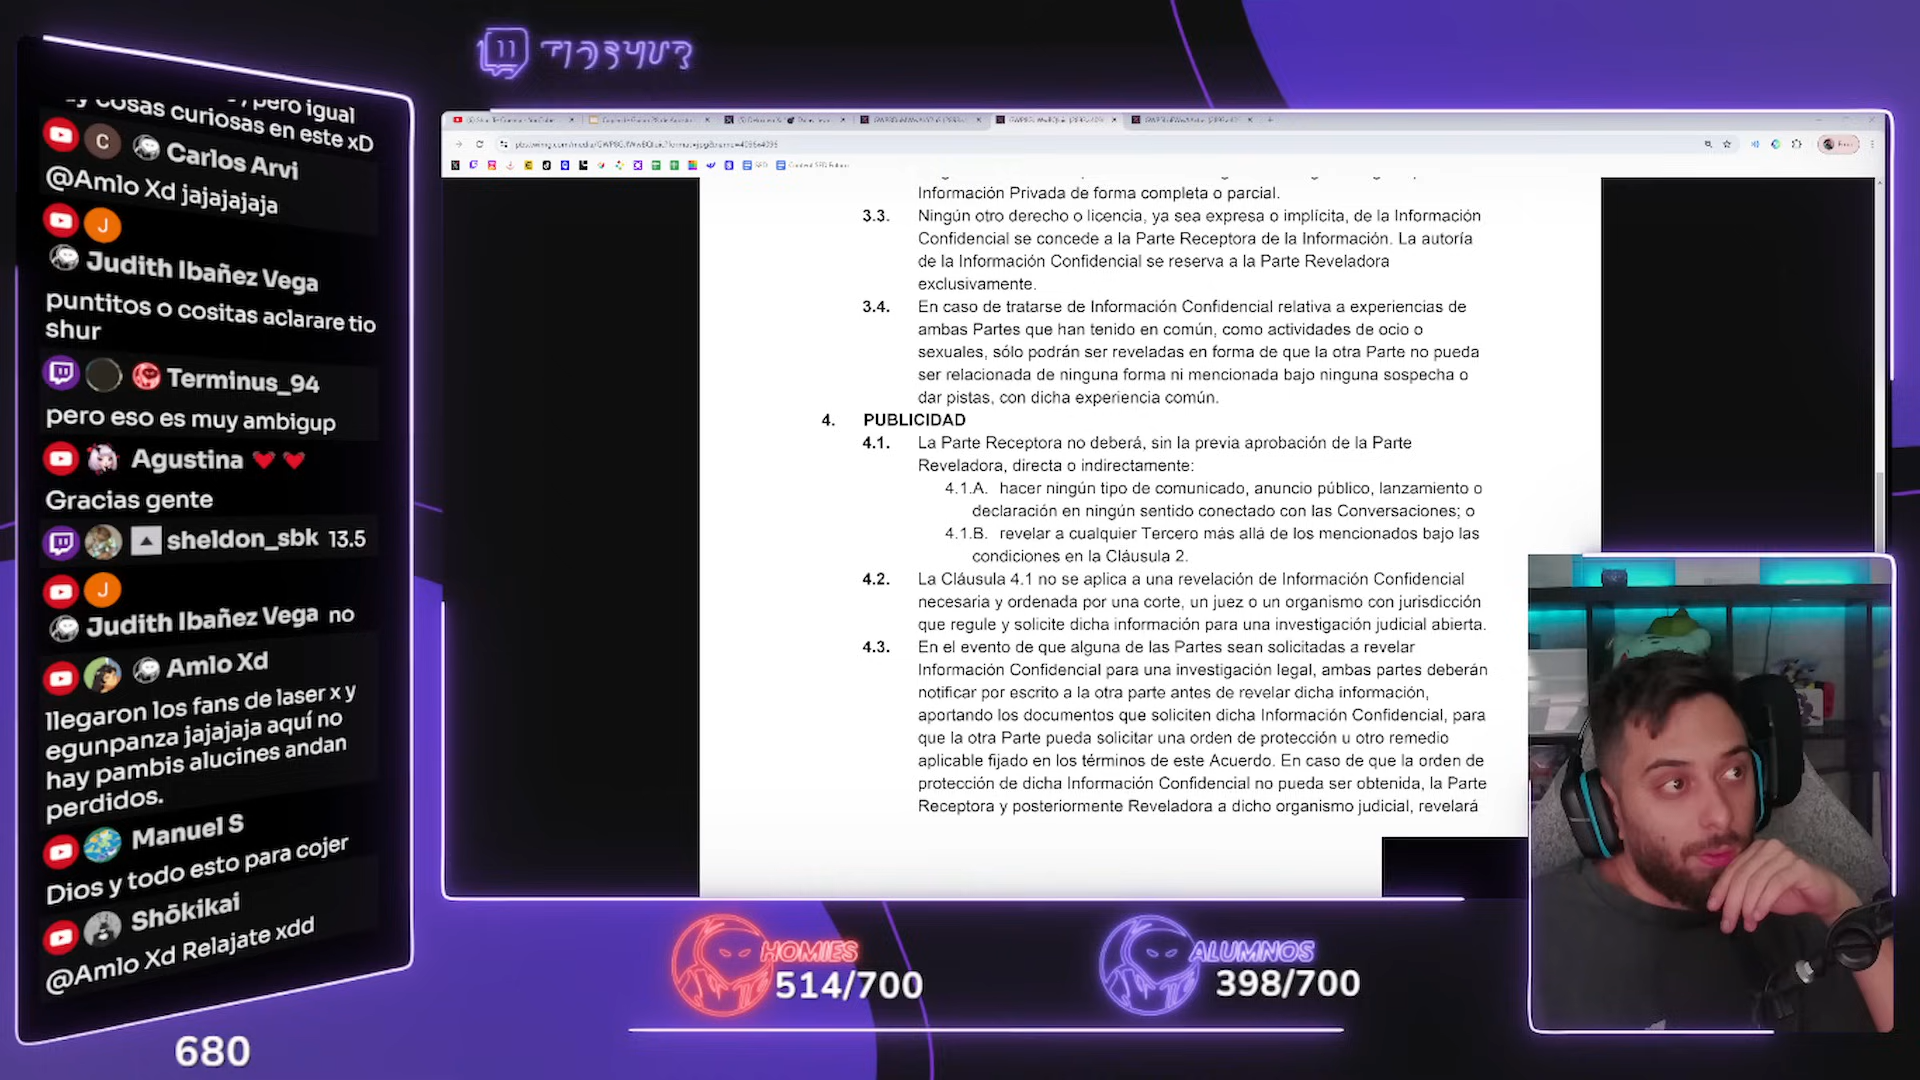 TIOSHUR
, pero igual
cosas curiosas en este xD
Carlos Arvi
@Amlo Xd jajajajaja
J
Judith Ibañez Vega
puntitos o cositas aclarare tio
shur
Terminus_94
pero eso es muy ambigup
Agustina
Gracias gente
sheldon_sbk 13.5
J
Judith Ibañez Vega no
Amlo Xd
llegaron los fans de laser x y
egunpanza jajajaja aquí no
hay pambis alucines andan
perdidos.
Manuel S
Dios y todo esto para cojer
Shōkikai
@Amlo Xd Relajate xdd
680
Información Privada de forma completa o parcial.
3.3. Ningún otro derecho o licencia, ya sea expresa o implícita, de la Información
Confidencial se concede a la Parte Receptora de la Información. La autoría
de la Información Confidencial se reserva a la Parte Reveladora
exclusivamente.
3.4. En caso de tratarse de Información Confidencial relativa a experiencias de
ambas Partes que han tenido en común, como actividades de ocio o
sexuales, sólo podrán ser reveladas en forma de que la otra Parte no pueda
ser relacionada de ninguna forma ni mencionada bajo ninguna sospecha o
dar pistas, con dicha experiencia común.
4. PUBLICIDAD
4.1. La Parte Receptora no deberá, sin la previa aprobación de la Parte
Reveladora, directa o indirectamente:
4.1.A. hacer ningún tipo de comunicado, anuncio público, lanzamiento o
declaración en ningún sentido conectado con las Conversaciones; o
4.1.B. revelar a cualquier Tercero más allá de los mencionados bajo las
condiciones en la Cláusula 2.
4.2. La Cláusula 4.1 no se aplica a una revelación de Información Confidencial
necesaria y ordenada por una corte, un juez o un organismo con jurisdicción
que regule y solicite dicha información para una investigación judicial abierta.
4.3. En el evento de que alguna de las Partes sean solicitadas a revelar
Información Confidencial para una investigación legal, ambas partes deberán
notificar por escrito a la otra parte antes de revelar dicha información,
aportando los documentos que soliciten dicha Información Confidencial, para
que la otra Parte pueda solicitar una orden de protección u otro remedio
aplicable fijado en los términos de este Acuerdo. En caso de que la orden de
protección de dicha Información Confidencial no pueda ser obtenida, la Parte
Receptora y posteriormente Reveladora a dicho organismo judicial, revelará
HOMIES
514/700
ALUMNOS
398/700